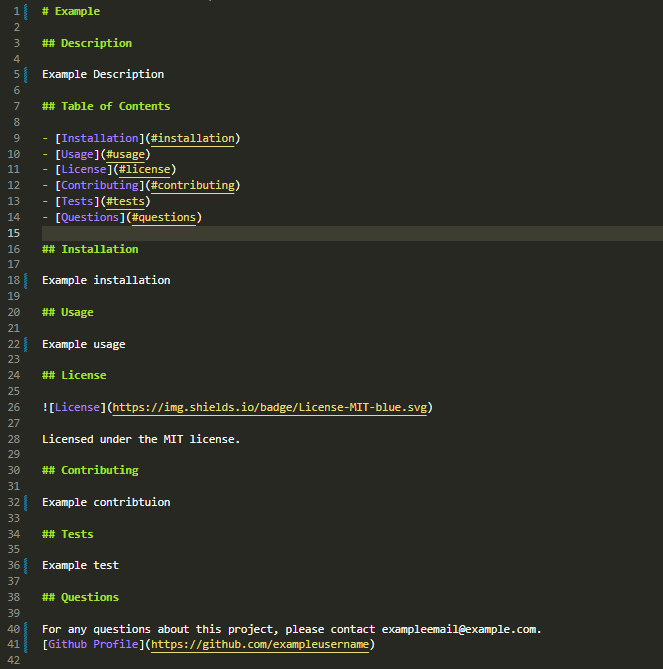 1 # Example
2
3 ## Description
4
5 Example Description
6
7 ## Table of Contents
8
9 - [Installation](#installation)
10 - [Usage](#usage)
11 - [License](#license)
12 - [Contributing](#contributing)
13 - [Tests](#tests)
14 - [Questions](#questions)
15
16 ## Installation
17
18 Example installation
19
20 ## Usage
21
22 Example usage
23
24 ## License
25
26 ![License](https://img.shields.io/badge/License-MIT-blue.svg)
27
28 Licensed under the MIT license.
29
30 ## Contributing
31
32 Example contribtuion
33
34 ## Tests
35
36 Example test
37
38 ## Questions
39
40 For any questions about this project, please contact exampleemail@example.com.
41 [Github Profile](https://github.com/exampleusername)
42